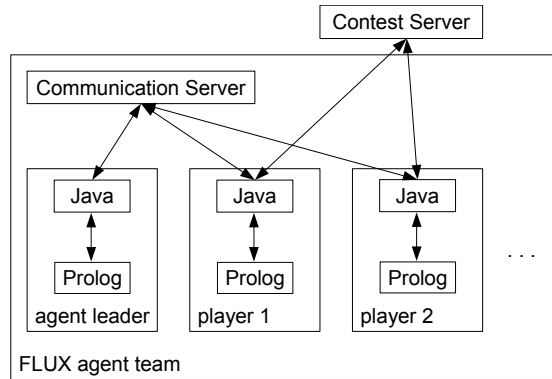 Contest Server
Communication Server
Java
Java
Java
Prolog
Prolog
Prolog
. . .
agent leader
player 1
player 2
FLUX agent team